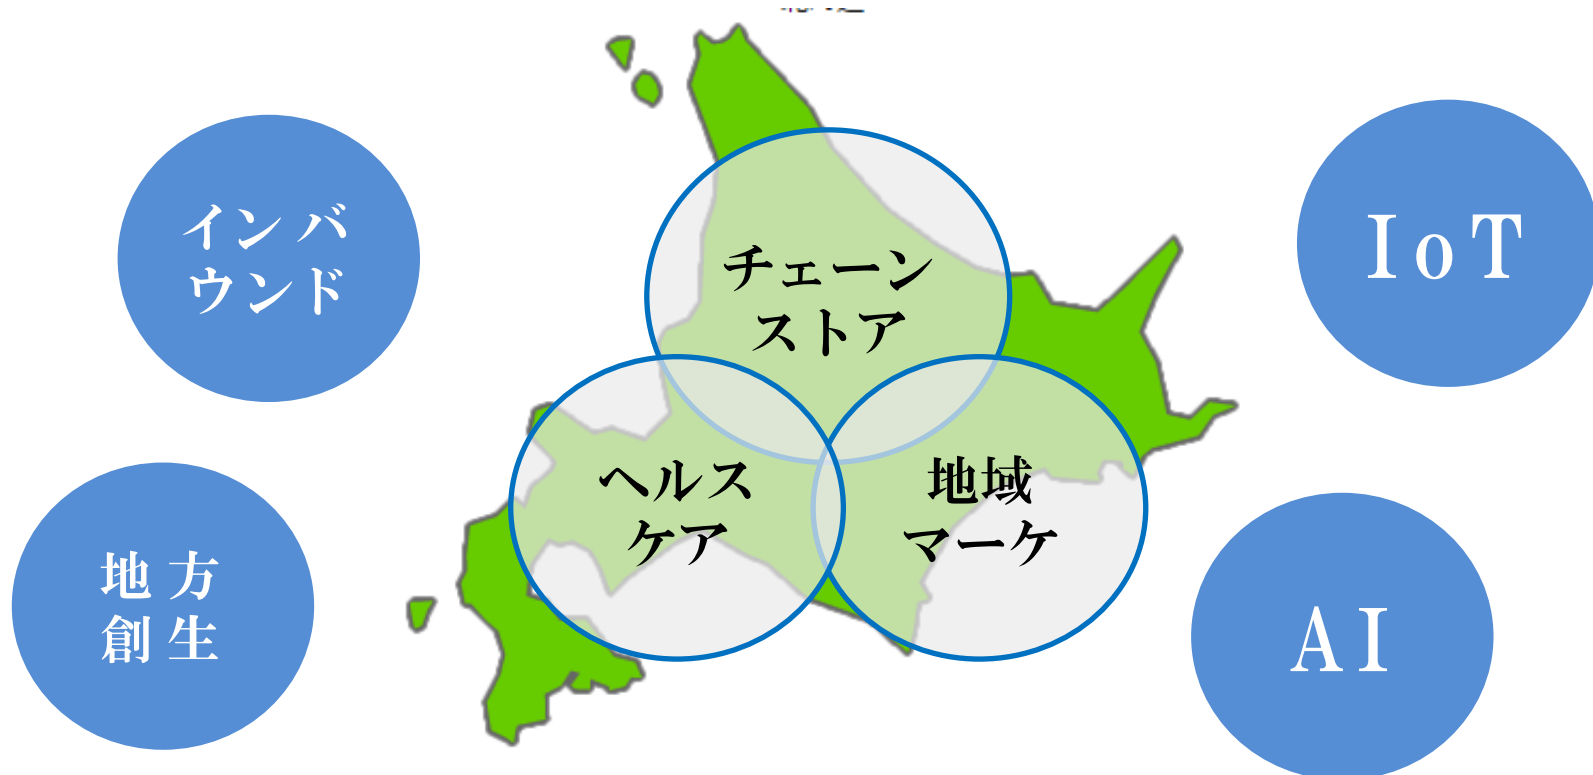 インバ
ウンド
チェーン
ストア
IoT
ヘルス
ケア
地域
マーケ
地方
創生
AI